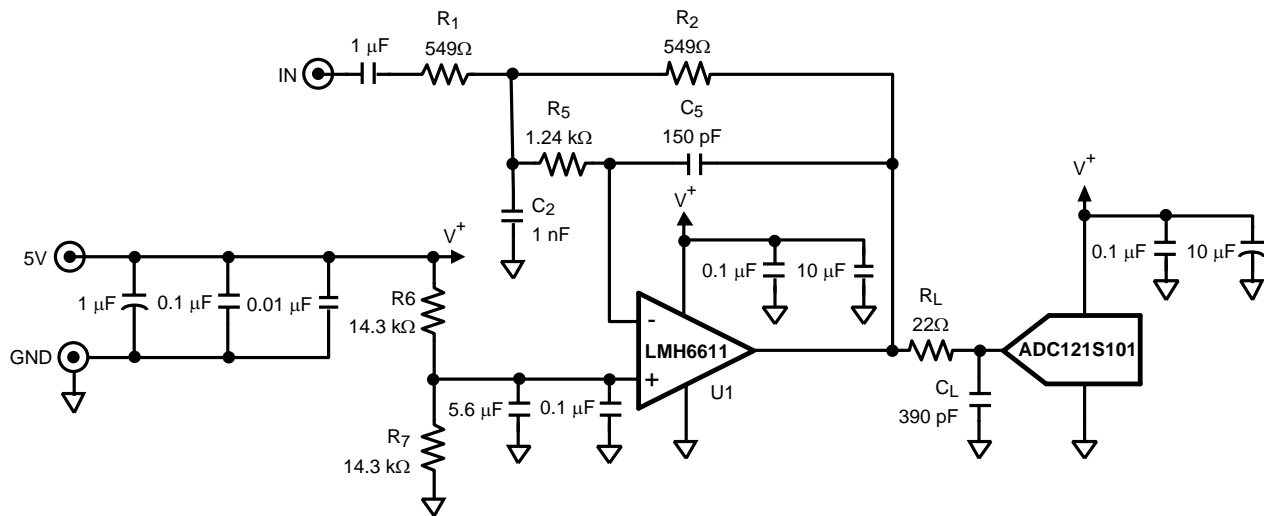 R1
549Ω
1 μF
IN
R2
549Ω
C5
150 pF
R5
1.24 kΩ
C2
1 nF
V+
0.1 μF
10 μF
V+
0.1 μF
10 μF
5V
V+
1 μF
0.1 μF
0.01 μF
GND
R6
14.3 kΩ
R7
14.3 kΩ
5.6 μF
0.1 μF
-
+
LMH6611
U1
RL
22Ω
CL
390 pF
ADC121S101